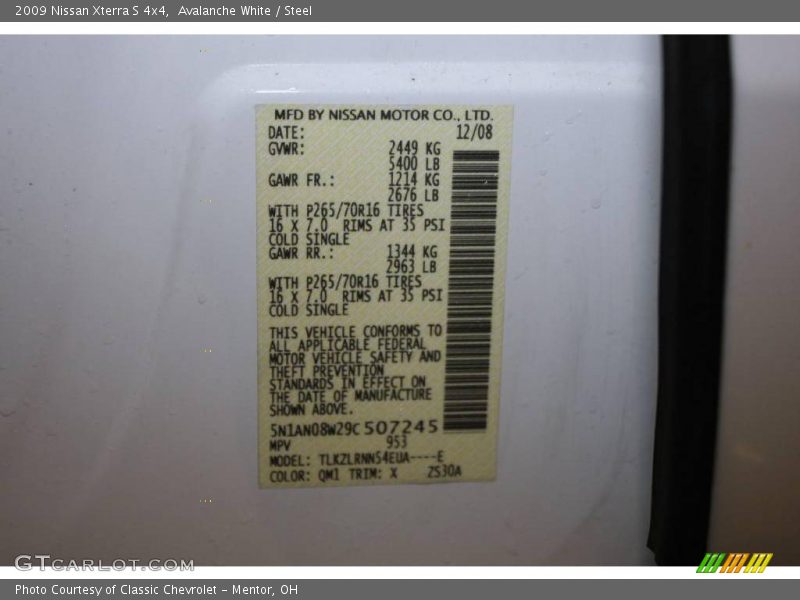 2009 Nissan Xterra S 4x4,  Avalanche White / Steel
MFD BY NISSAN MOTOR CO., LTD.
DATE: 12/08
GVWR: 2449 KG
5400 LB
GAWR FR.: 1214 KG
2676 LB
WITH P265/70R16 TIRES
16 X 7.0 RIMS AT 35 PSI
COLD SINGLE
GAWR RR.: 1344 KG
2963 LB
WITH P265/70R16 TIRES
16 X 7.0 RIMS AT 35 PSI
COLD SINGLE
THIS VEHICLE CONFORMS TO
ALL APPLICABLE FEDERAL
MOTOR VEHICLE SAFETY AND
THEFT PREVENTION
STANDARDS IN EFFECT ON
THE DATE OF MANUFACTURE
SHOWN ABOVE.
5N1AN08W29C507245
MPV 953
MODEL: TLKZLRNNS4EUA----E
COLOR: QM1 TRIM: X ZS30A
GTCARLOT.COM
Photo Courtesy of Classic Chevrolet - Mentor, OH